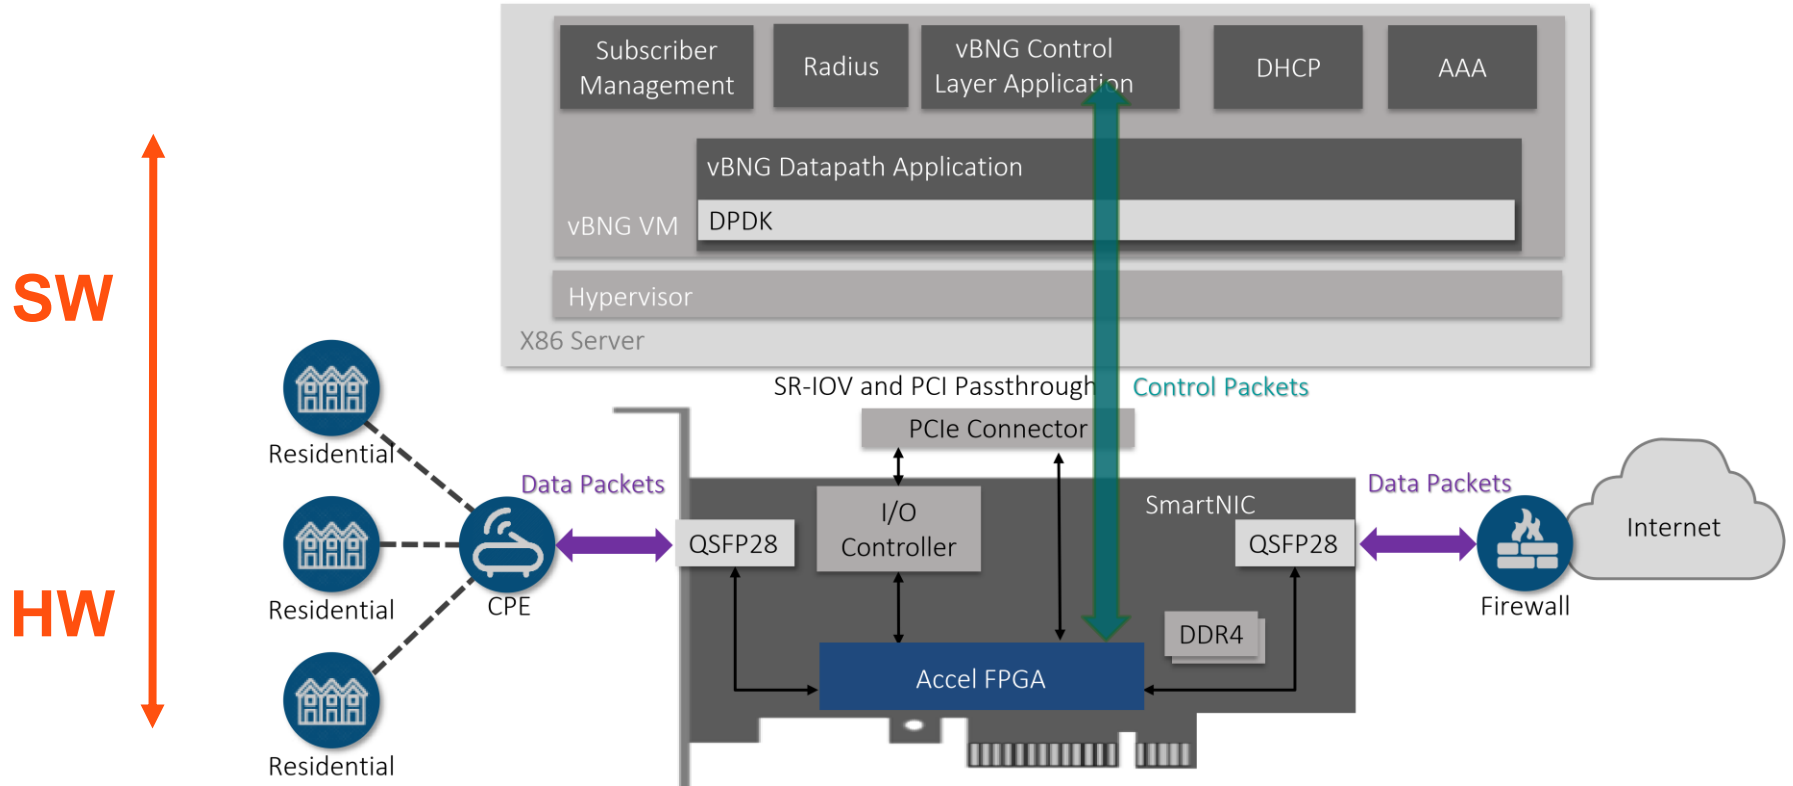 Subscriber
Management
Radius
vBNG Control
Layer Application
DHCP
AAA
vBNG Datapath Application
vBNG VM
DPDK
SW
Hypervisor
X86 Server
SR-IOV and PCI Passthrough
Control Packets
PCIe Connector
Residential
Data Packets
I/O
Controller
SmartNIC
Data Packets
QSFP28
QSFP28
Internet
HW
Residential
CPE
DDR4
Firewall
Accel FPGA
Residential